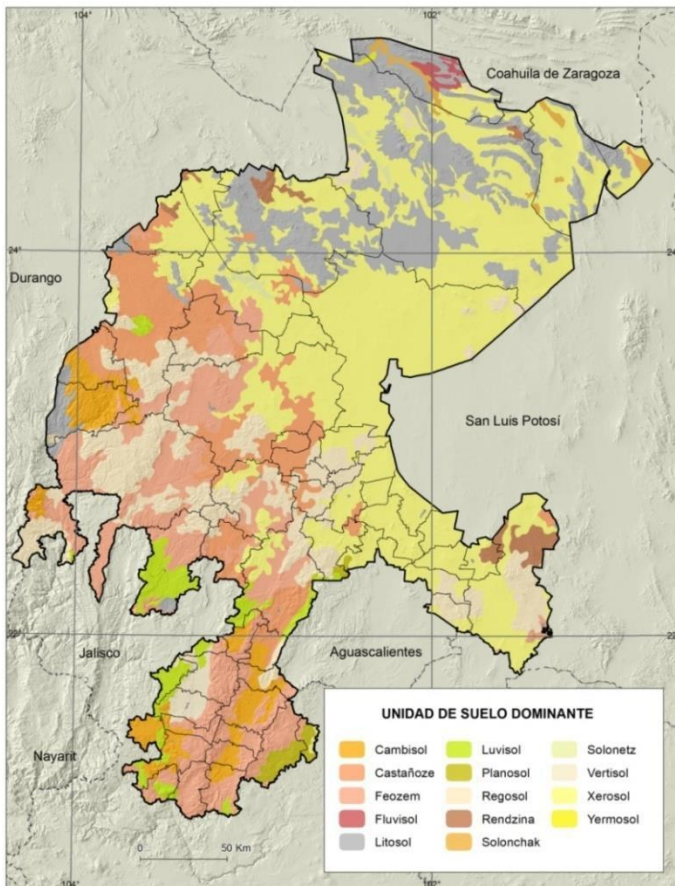 104°
102°
Coahuila de Zaragoza
24°
Durango
San Luis Potosí
22°
22°
Jalisco
Aguascalientes
Nayarit
UNIDAD DE SUELO DOMINANTE
Cambisol
Castañoze
Feozem
Fluvisol
Litosol
Luvisol
Planosol
Regosol
Rendzina
Solonchak
Solonetz
Vertisol
Xerosol
Yermosol
0 50 Km